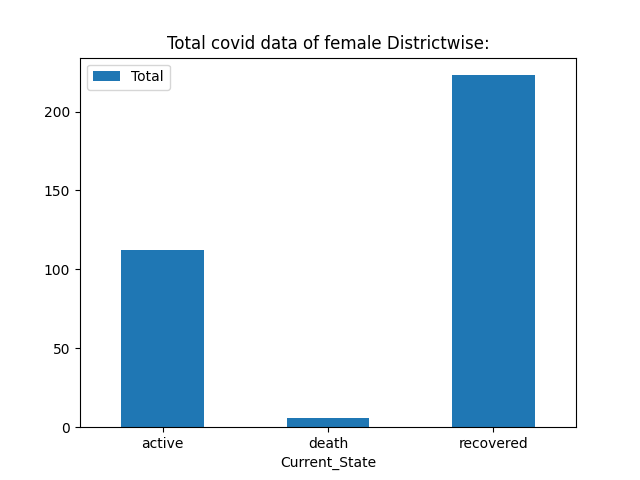 Total covid data of female Districtwise:
Total
200
150
100
50
0
active death recovered
Current_State